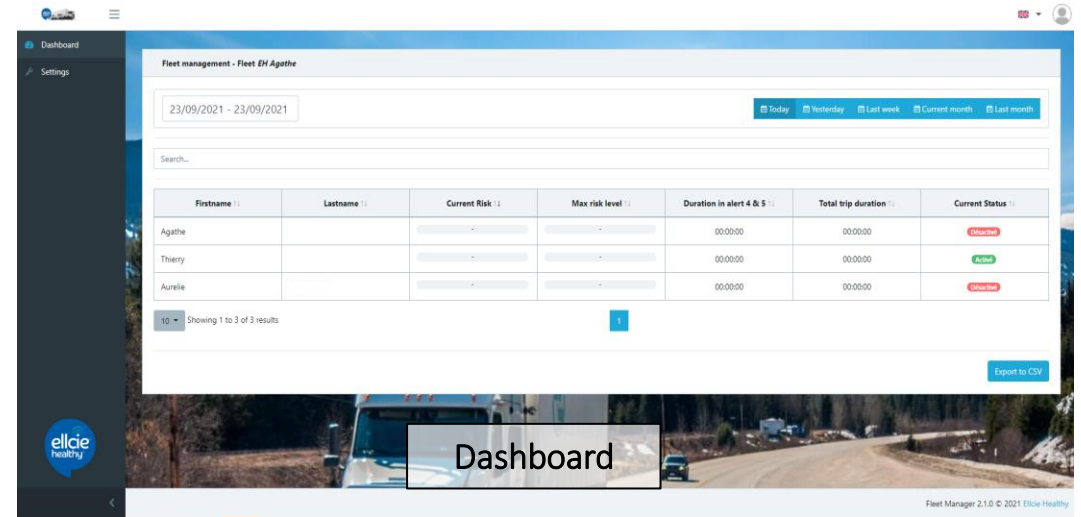 Dashboard
Settings
Fleet management - Fleet EH Agathe
23/09/2021 - 23/09/2021
Today Yesterday Last week Current month Last month
Search...
Firstname Lastname Current Risk Max risk level Duration in alert 4 & 5 Total trip duration Current Status
Agathe - - 00:00:00 00:00:00 Désactivé
Thierry - - 00:00:00 00:00:00 Activé
Aurelie - - 00:00:00 00:00:00 Désactivé
10 Showing 1 to 3 of 3 results 1
Export to CSV
ellcie
healthy
Dashboard
Fleet Manager 2.1.0 © 2021 Ellcie Healthy